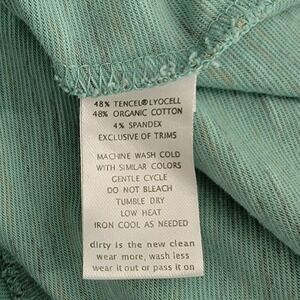 48% TENCEL® LYOCELL
48% ORGANIC COTTON
4% SPANDEX
EXCLUSIVE OF TRIMS
MACHINE WASH COLD
WITH SIMILAR COLORS
GENTLE CYCLE
DO NOT BLEACH
TUMBLE DRY
LOW HEAT
IRON COOL AS NEEDED
dirty is the new clean
wear more, wash less
wear it out or pass it on